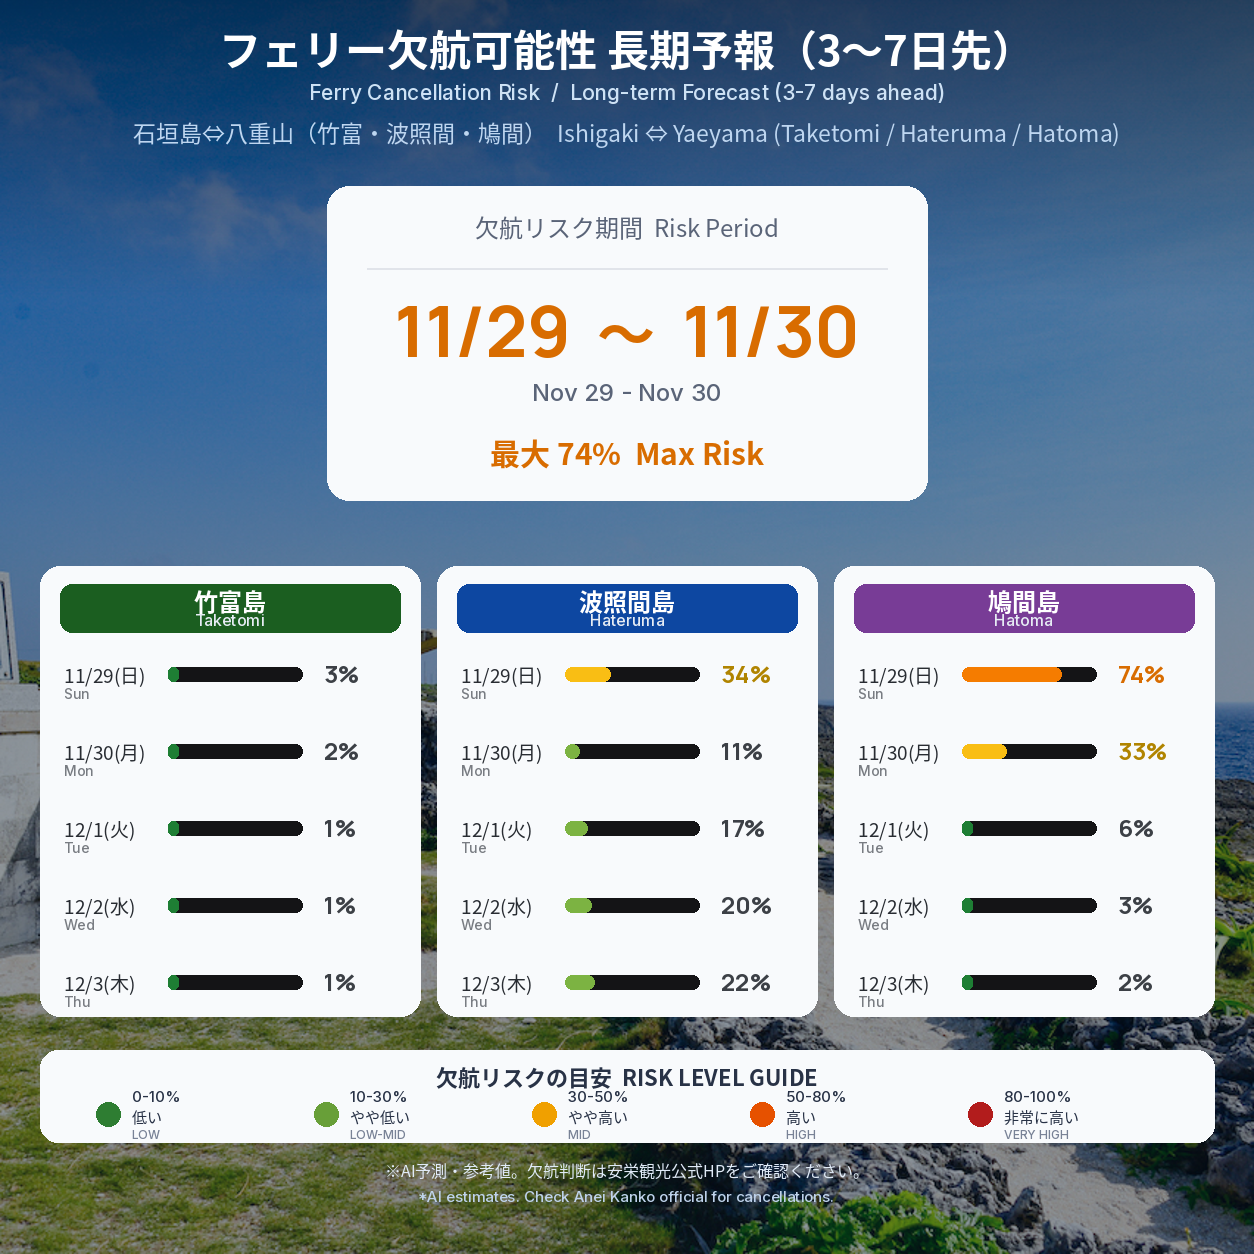 フェリー欠航可能性 長期予報（3〜7日先）
Ferry Cancellation Risk / Long-term Forecast (3-7 days ahead)
石垣島⇔八重山（竹富・波照間・鳩間） Ishigaki ⇔ Yaeyama (Taketomi / Hateruma / Hatoma)
欠航リスク期間 Risk Period
11/29 〜 11/30
Nov 29 - Nov 30
最大 74% Max Risk
竹富島
Taketomi
11/29(日) 3%
Sun
11/30(月) 2%
Mon
12/1(火) 1%
Tue
12/2(水) 1%
Wed
12/3(木) 1%
Thu
波照間島
Hateruma
11/29(日) 34%
Sun
11/30(月) 11%
Mon
12/1(火) 17%
Tue
12/2(水) 20%
Wed
12/3(木) 22%
Thu
鳩間島
Hatoma
11/29(日) 74%
Sun
11/30(月) 33%
Mon
12/1(火) 6%
Tue
12/2(水) 3%
Wed
12/3(木) 2%
Thu
欠航リスクの目安 RISK LEVEL GUIDE
0-10%
低い
LOW
10-30%
やや低い
LOW-MID
30-50%
やや高い
MID
50-80%
高い
HIGH
80-100%
非常に高い
VERY HIGH
※AI予測・参考値。欠航判断は安栄観光公式HPをご確認ください。
*AI estimates. Check Anei Kanko official for cancellations.